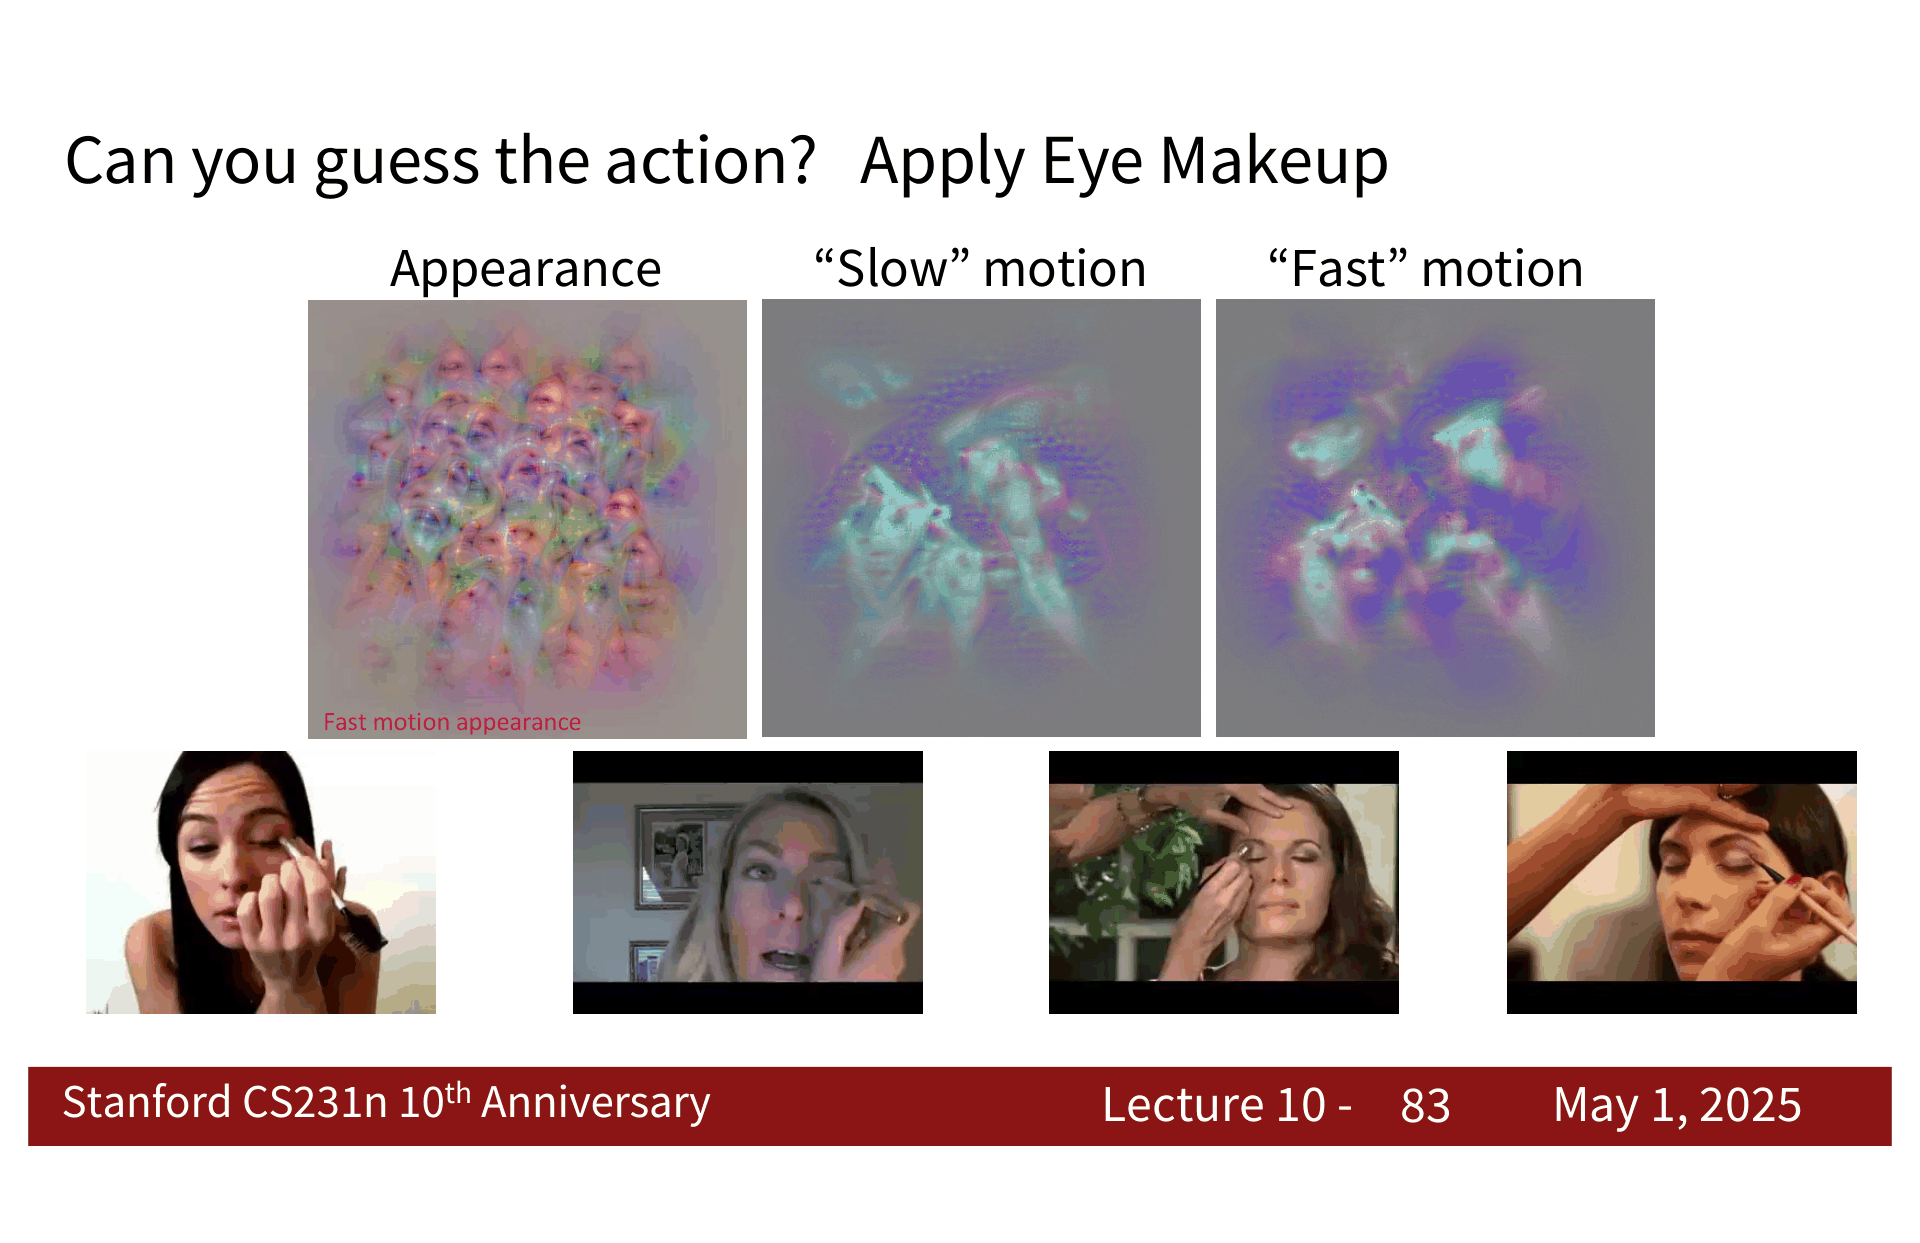 Can you guess the action? Apply Eye Makeup
Appearance
“Slow” motion
“Fast” motion
Fast motion appearance
Stanford CS231n 10th Anniversary
Lecture 10 - 83
May 1, 2025